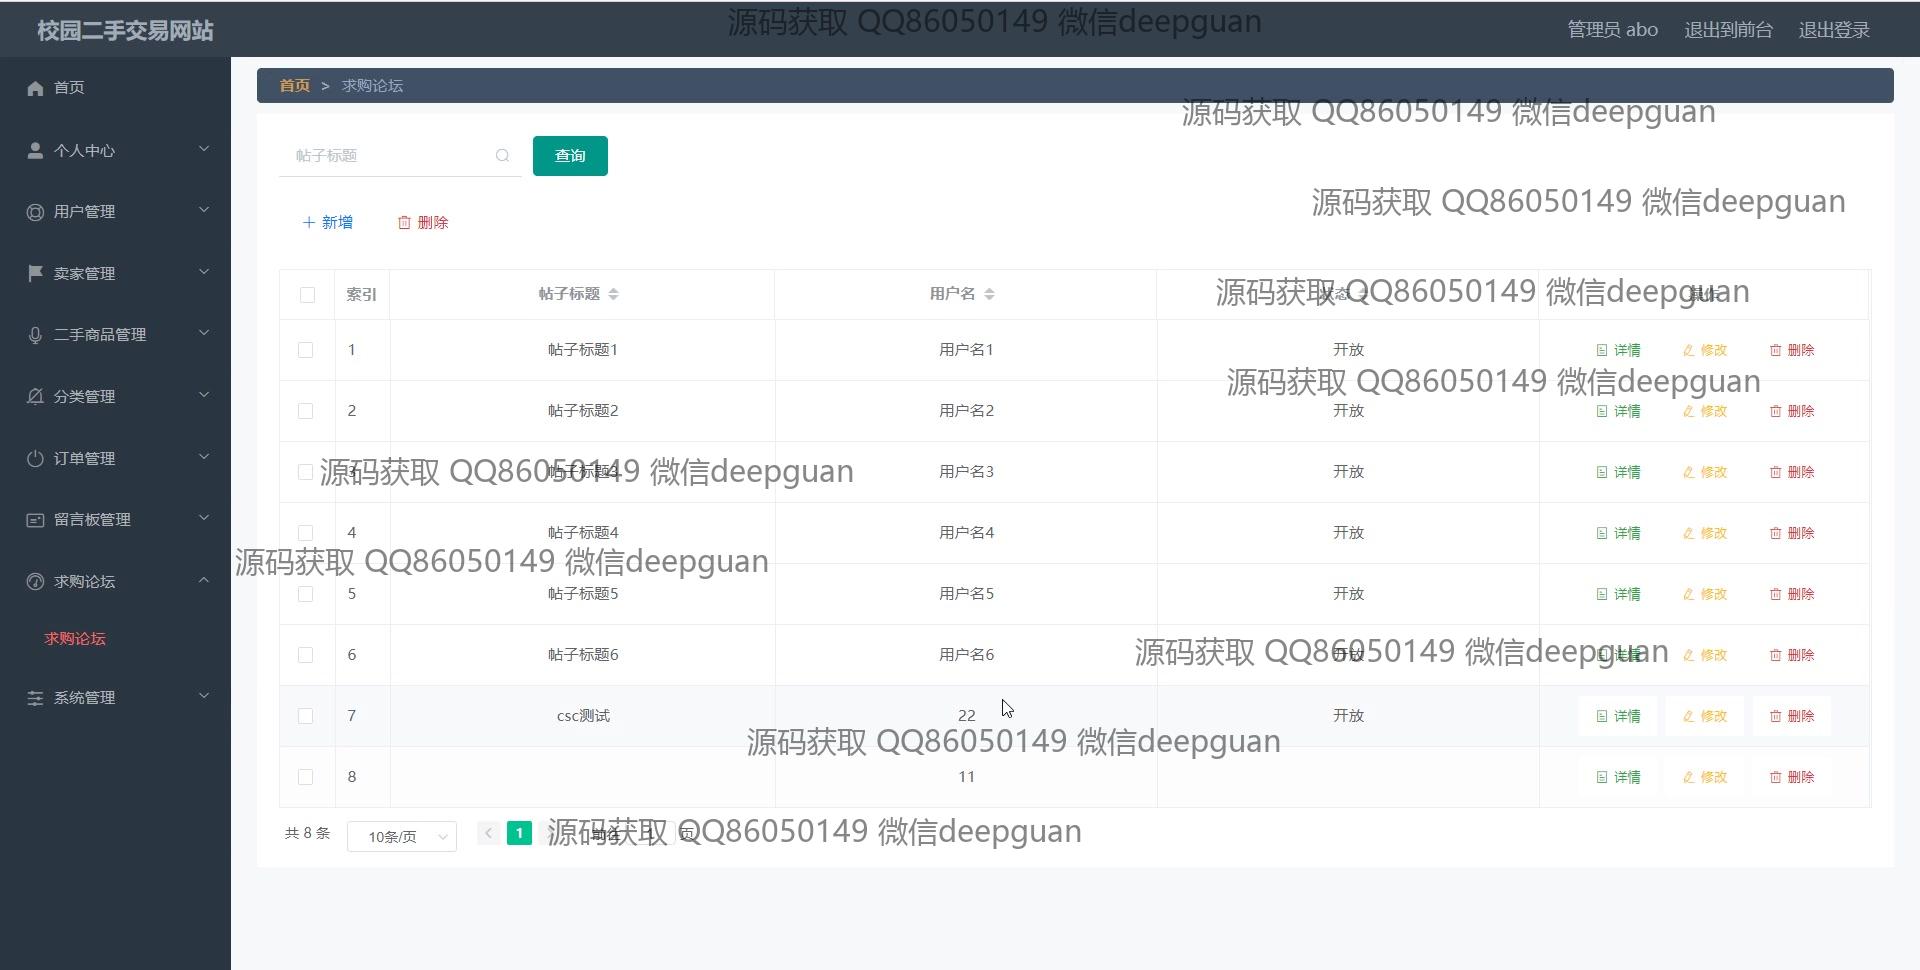 校园二手交易网站
源码获取 QQ86050149 微信deepguan
管理员 abo 退出到前台 退出登录
首页
个人中心
用户管理
卖家管理
二手商品管理
分类管理
订单管理
留言板管理
求购论坛
求购论坛
系统管理
首页 > 求购论坛
源码获取 QQ86050149 微信deepguan
帖子标题 查询
源码获取 QQ86050149 微信deepguan
新增 删除
索引 帖子标题 用户名 状态 操作
源码获取 QQ86050149 微信deepguan
1 帖子标题1 用户名1 开放 详情 修改 删除
源码获取 QQ86050149 微信deepguan
2 帖子标题2 用户名2 开放 详情 修改 删除
3 帖子标题3 用户名3 开放 详情 修改 删除
源码获取 QQ86050149 微信deepguan
4 帖子标题4 用户名4 开放 详情 修改 删除
源码获取 QQ86050149 微信deepguan
5 帖子标题5 用户名5 开放 详情 修改 删除
6 帖子标题6 用户名6 开放 详情 修改 删除
源码获取 QQ86050149 微信deepguan
7 csc测试 22 开放 详情 修改 删除
源码获取 QQ86050149 微信deepguan
8 11 详情 修改 删除
共 8 条 10条/页 1 前往 1 页
源码获取 QQ86050149 微信deepguan